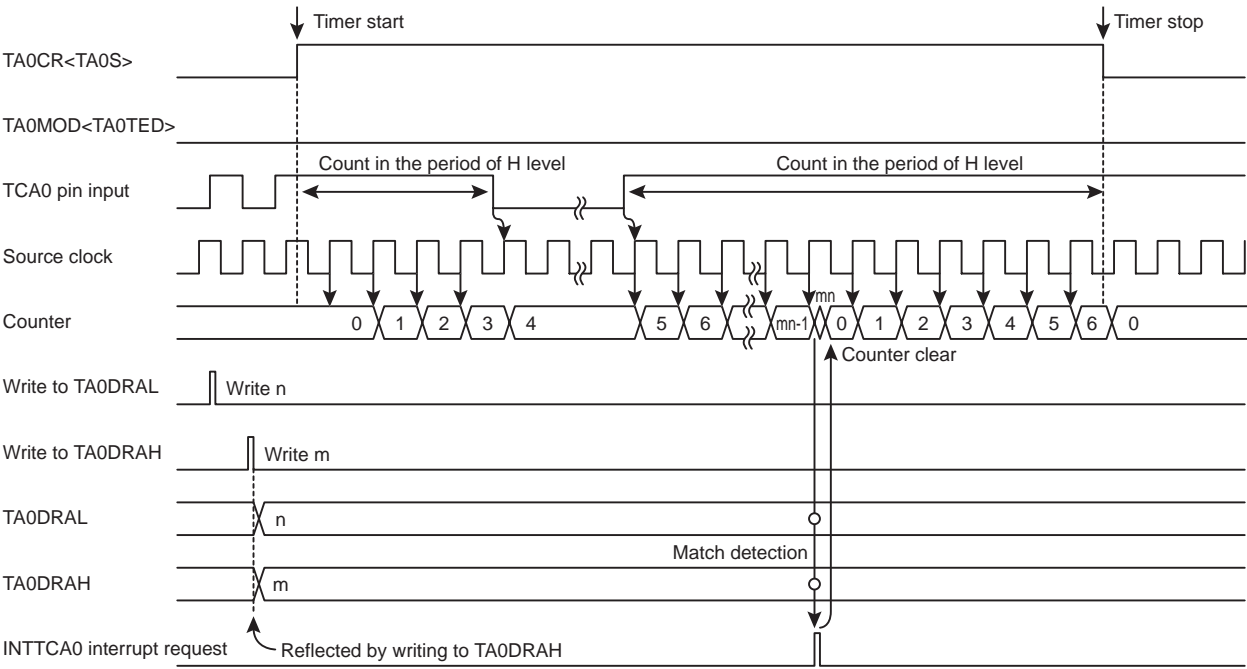 Timer start
Timer stop
TA0CR<TA0S>
TA0MOD<TA0TED>
Count in the period of H level
Count in the period of H level
TCA0 pin input
Source clock
mn
Counter
0 1 2 3 4 5 6 mn-1 0 1 2 3 4 5 6 0
Counter clear
Write to TA0DRAL
Write n
Write to TA0DRAH
Write m
TA0DRAL
n
Match detection
TA0DRAH
m
INTTCA0 interrupt request
Reflected by writing to TA0DRAH